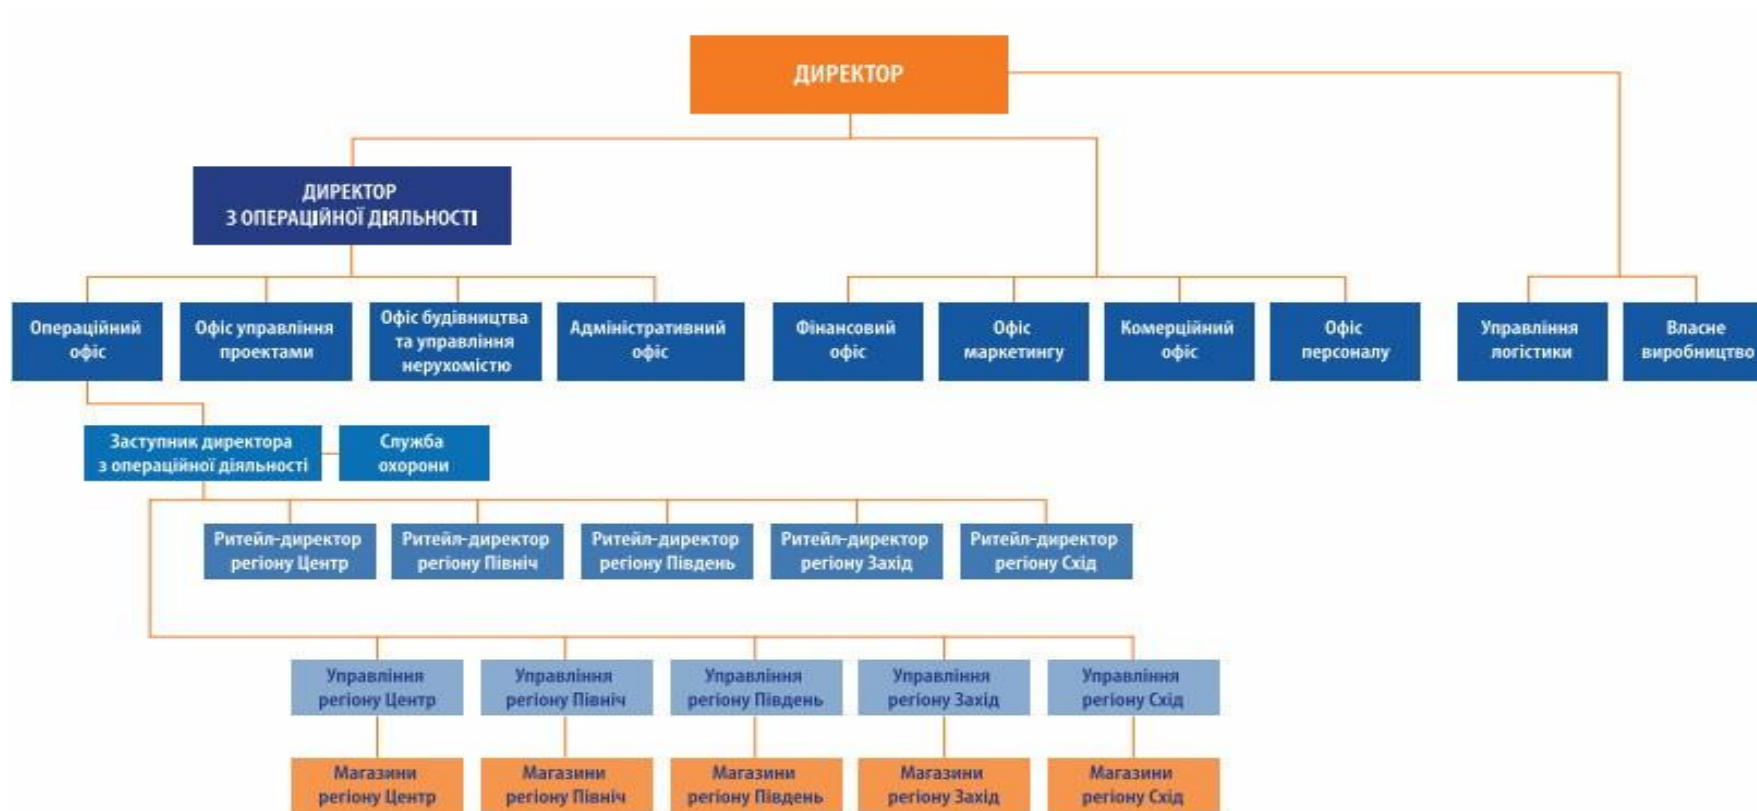 ДИРЕКТОР
ДИРЕКТОР
З ОПЕРАЦІЙНОЇ ДІЯЛЬНОСТІ
Операційний
офіс
Офіс управління
проектами
Офіс будівництва
та управління
нерухомістю
Адміністративний
офіс
Фінансовий
офіс
Офіс
маркетингу
Комерційний
офіс
Офіс
персоналу
Управління
логістики
Власне
виробництво
Заступник директора
з операційної діяльності
Служба
охорони
Ритейл-директор
регіону Центр
Ритейл-директор
регіону Північ
Ритейл-директор
регіону Південь
Ритейл-директор
регіону Захід
Ритейл-директор
регіону Схід
Управління
регіону Центр
Управління
регіону Північ
Управління
регіону Південь
Управління
регіону Захід
Управління
регіону Схід
Магазини
регіону Центр
Магазини
регіону Північ
Магазини
регіону Південь
Магазини
регіону Захід
Магазини
регіону Схід